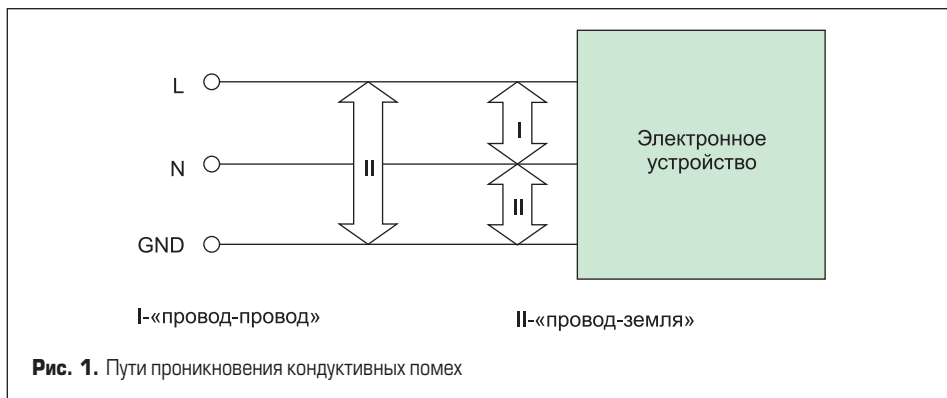 L
I
Электронное
устройство
N
II
II
GND
I-«провод-провод»
II-«провод-земля»
Рис. 1. Пути проникновения кондуктивных помех